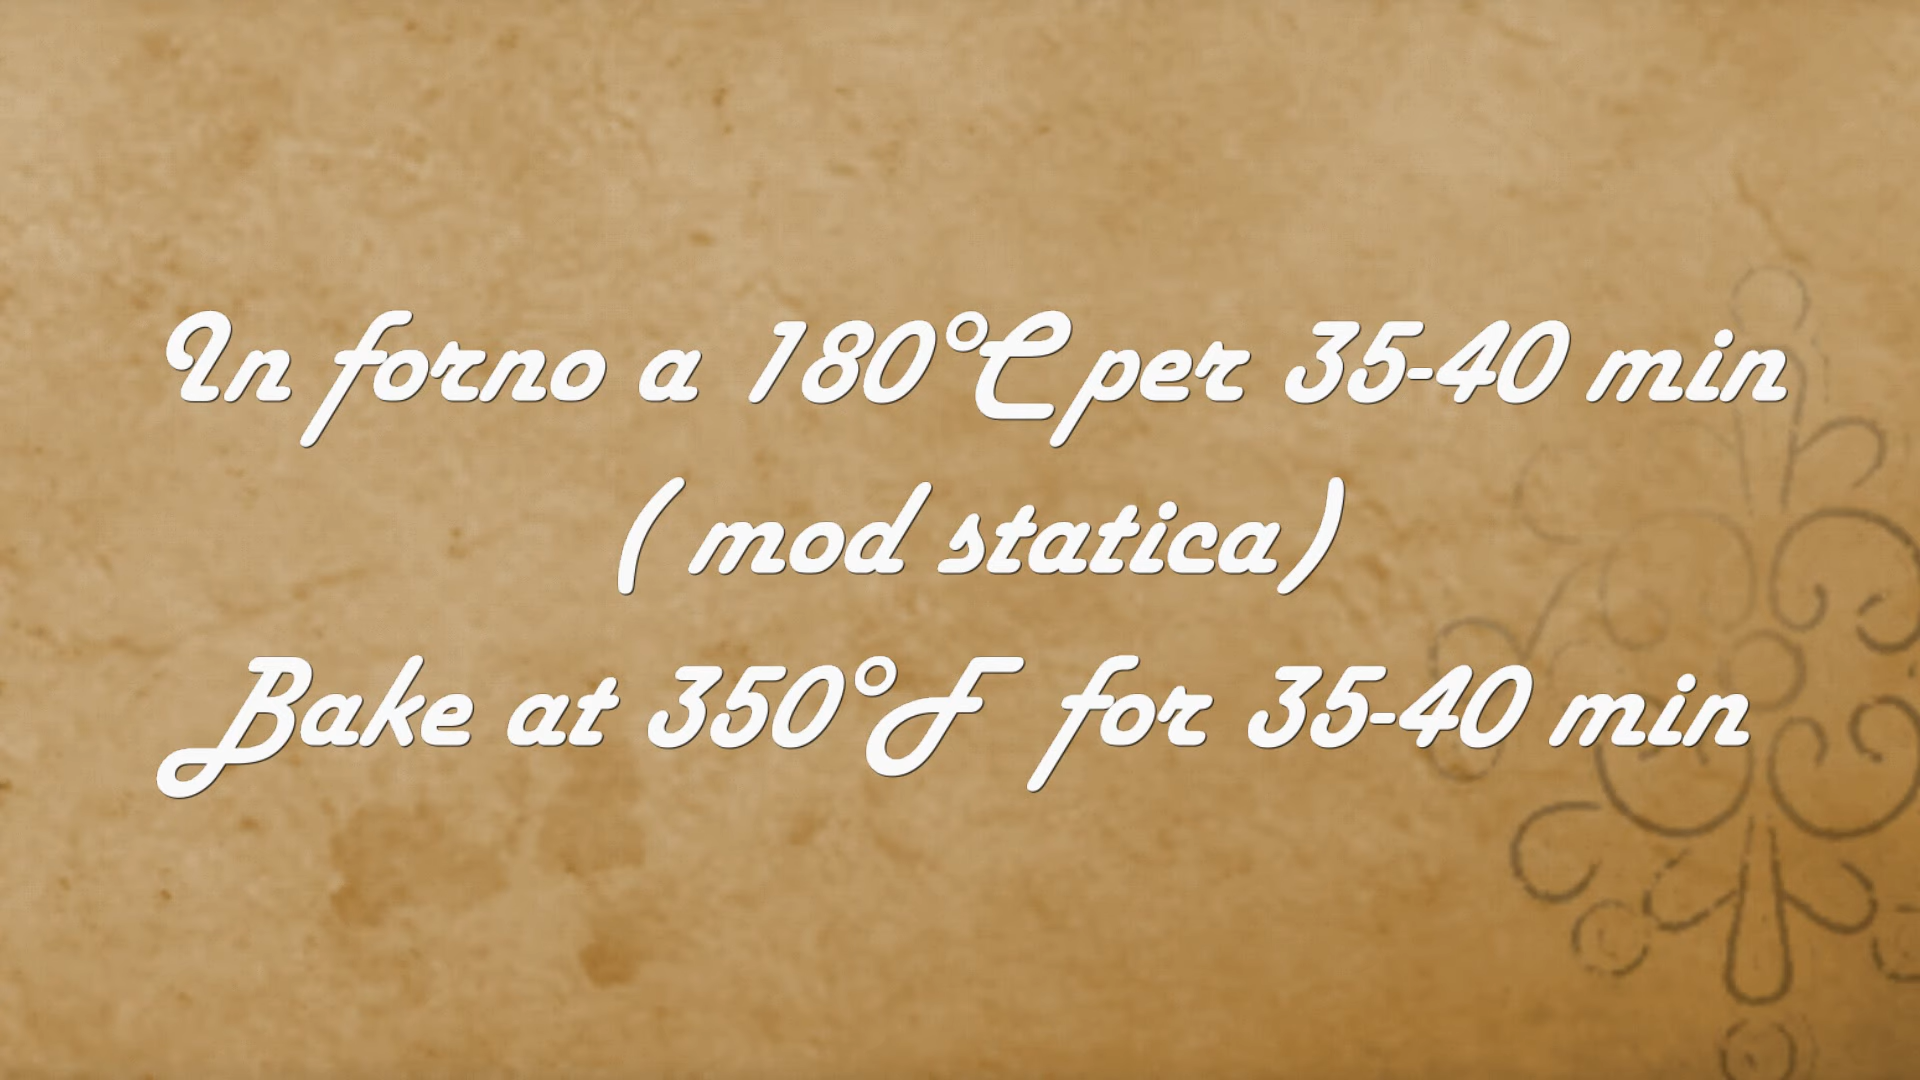 In forno a 180°C per 35-40 min
( mod statica)
Bake at 350°F for 35-40 min